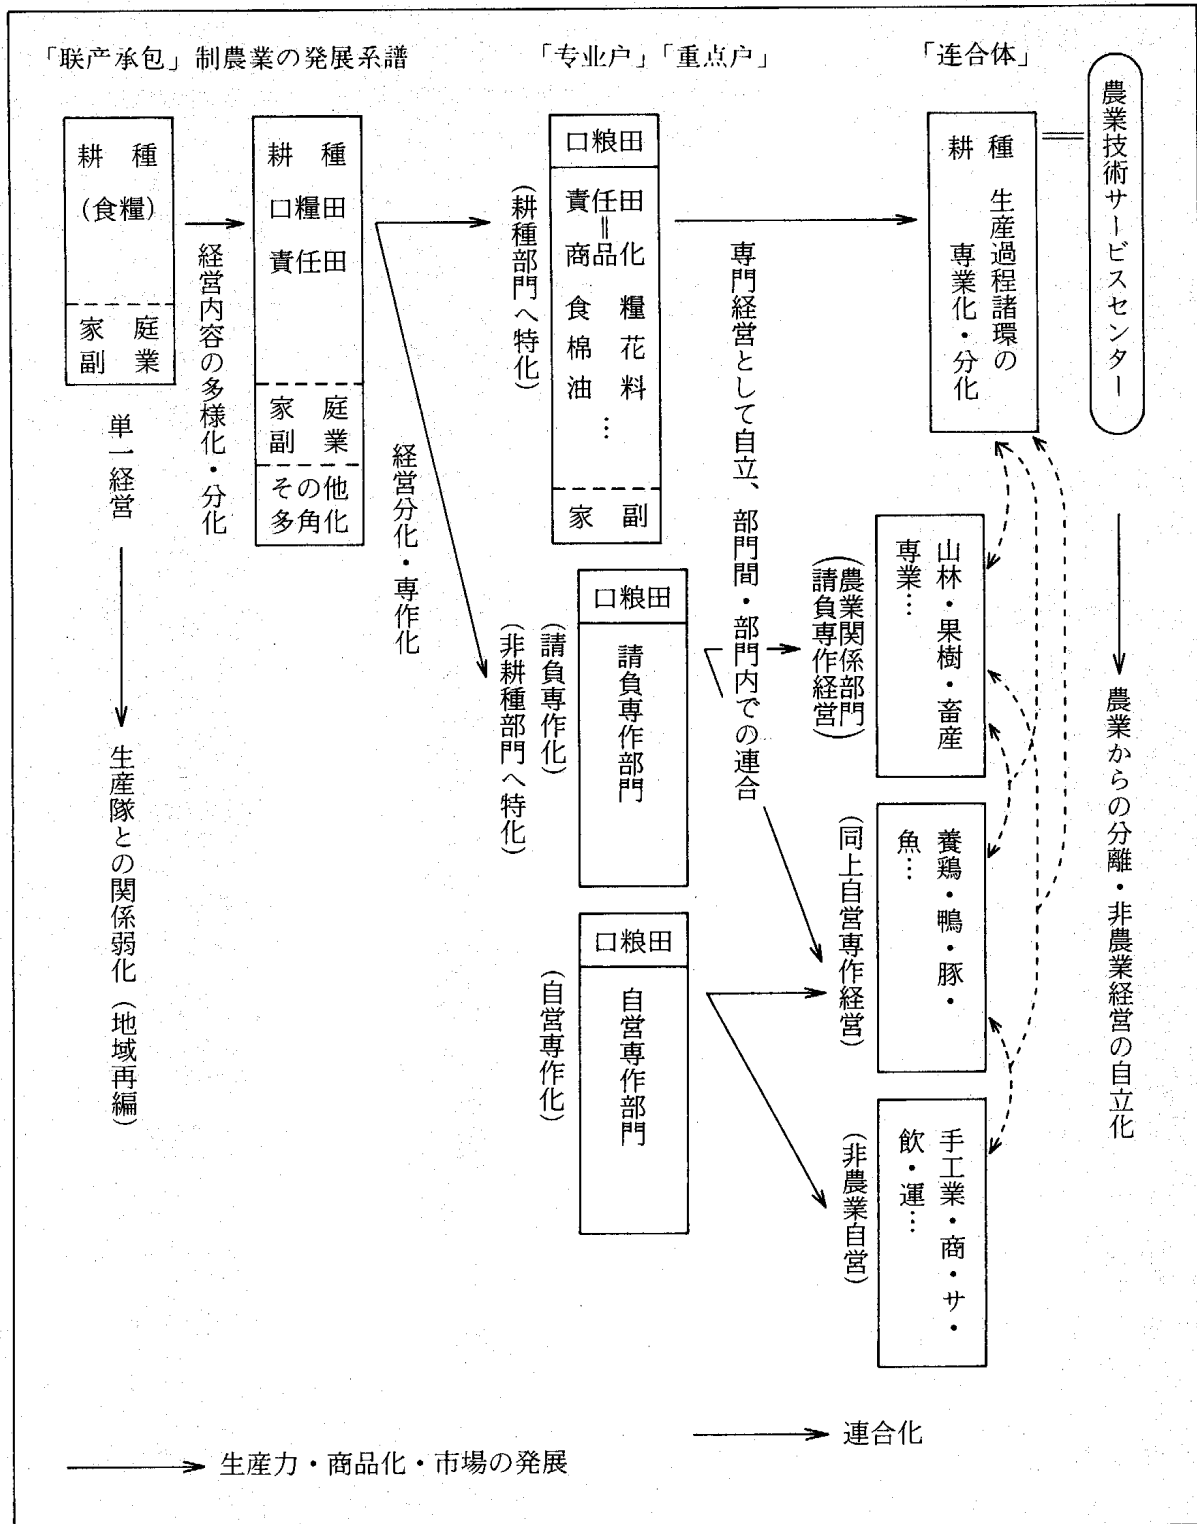 「联产承包」制農業の発展系譜
「专业户」「重点户」
「连合体」
耕　種
(食糧)
家　庭
副　業
単一経営
生産隊との関係弱化(地域再編)
経営内容の多様化・分化
耕　種
口糧田
責任田
家　庭
副　業
その他
多角化
経営分化・専作化
(耕種部門へ特化)
(請負専作化)
(非耕種部門へ特化)
(自営専作化)
口粮田
責任田
‖
商品化
食　糧
棉　花
油　料
…
家　副
口粮田
請負専作部門
口粮田
自営専作部門
専門経営として自立、部門間・部門内での連合
(農業関係部門
請負専作経営)
(同上自営専作経営)
(非農業自営)
耕　種
生産過程諸環の
専業化・分化
農業技術サービスセンター
山林・果樹・畜産
専業…
養鶏・鴨・豚・
魚…
手工業・商・サ・
飲・運…
農業からの分離・非農業経営の自立化
連合化
生産力・商品化・市場の発展